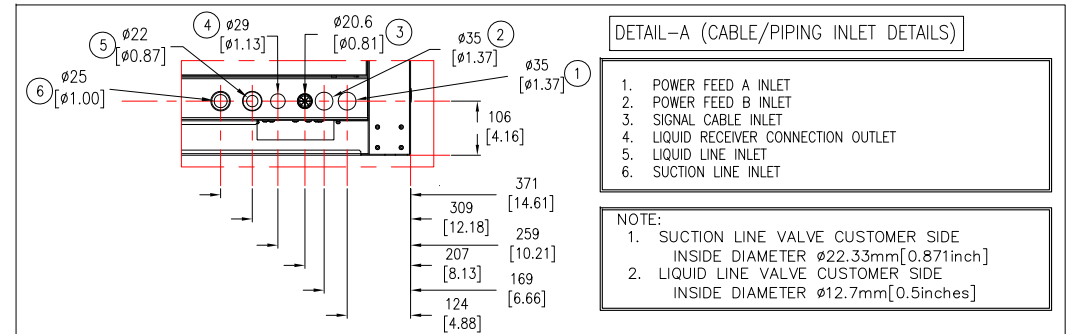 4
ø29
[ø1.13]
ø20.6
[ø0.81]
3
ø22
5
[ø0.87]
ø35
2
[ø1.37]
ø35
[ø1.37]
1
ø25
6
[ø1.00]
106
[4.16]
371
[14.61]
309
[12.18]
259
[10.21]
207
[8.13]
169
[6.66]
124
[4.88]
DETAIL-A (CABLE/PIPING INLET DETAILS)
1. POWER FEED A INLET
2. POWER FEED B INLET
3. SIGNAL CABLE INLET
4. LIQUID RECEIVER CONNECTION OUTLET
5. LIQUID LINE INLET
6. SUCTION LINE INLET
NOTE:
1. SUCTION LINE VALVE CUSTOMER SIDE
INSIDE DIAMETER ø22.33mm[0.871inch]
2. LIQUID LINE VALVE CUSTOMER SIDE
INSIDE DIAMETER ø12.7mm[0.5inches]